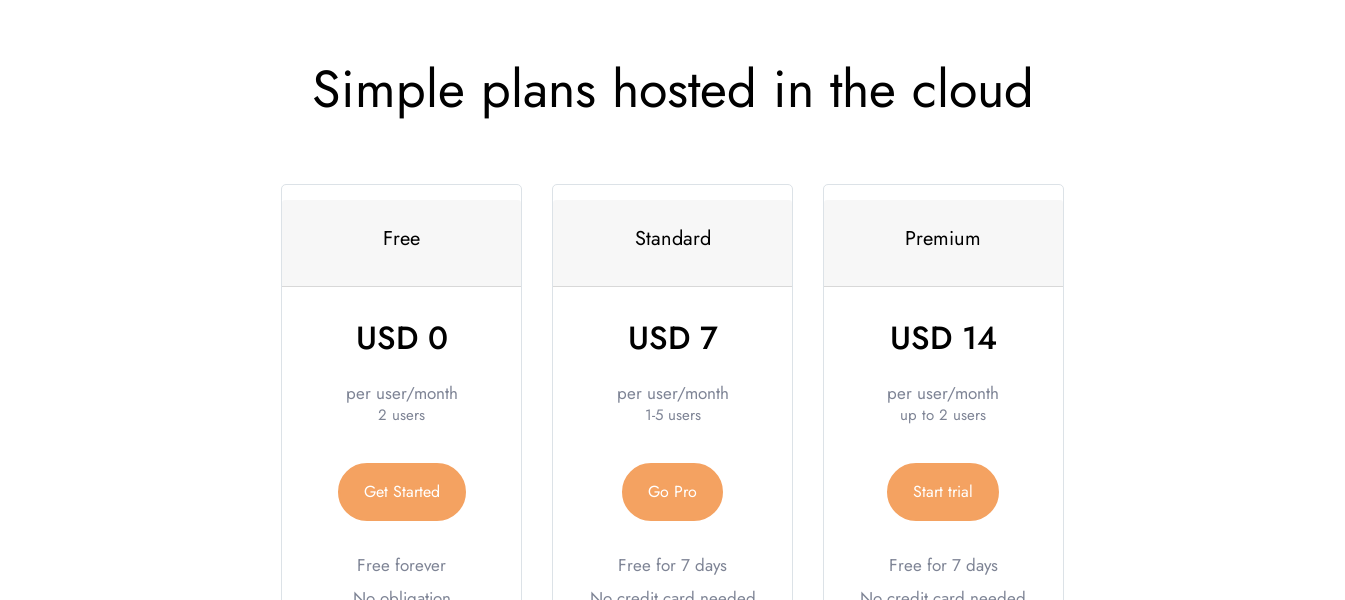 Simple plans hosted in the cloud
Free
USD 0
per user/month
2 users
Get Started
Free forever
No obligation
Standard
USD 7
per user/month
1-5 users
Go Pro
Free for 7 days
No credit card needed
Premium
USD 14
per user/month
up to 2 users
Start trial
Free for 7 days
No credit card needed